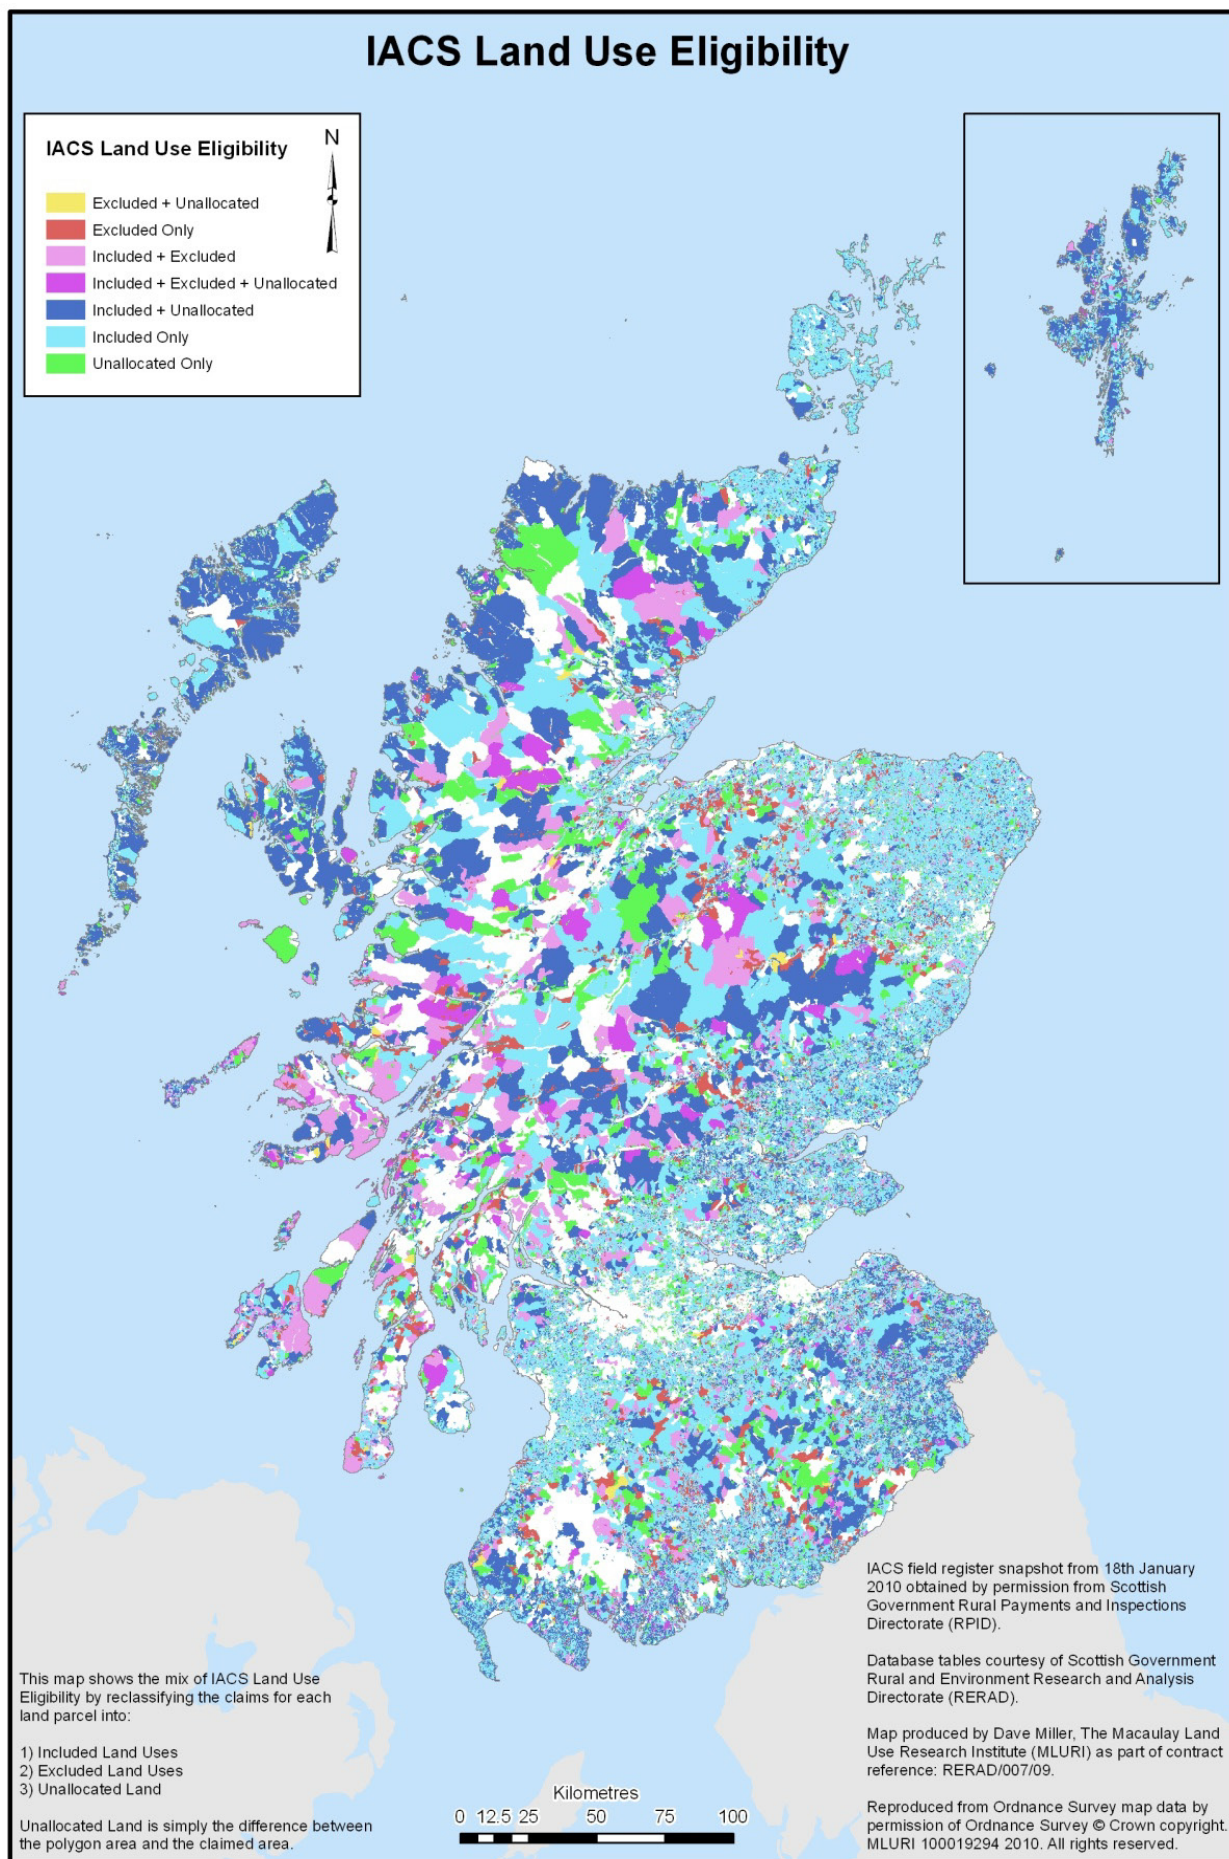 IACS Land Use Eligibility
IACS Land Use Eligibility
N
Excluded + Unallocated
Excluded Only
Included + Excluded
Included + Excluded + Unallocated
Included + Unallocated
Included Only
Unallocated Only
IACS field register snapshot from 18th January
2010 obtained by permission from Scottish
Government Rural Payments and Inspections
Directorate (RPID).
Database tables courtesy of Scottish Government
Rural and Environment Research and Analysis
Directorate (RERAD).
Map produced by Dave Miller, The Macaulay Land
Use Research Institute (MLURI) as part of contract
reference: RERAD/007/09.
Reproduced from Ordnance Survey map data by
permission of Ordnance Survey © Crown copyright.
MLURI 100019294 2010. All rights reserved.
This map shows the mix of IACS Land Use
Eligibility by reclassifying the claims for each
land parcel into:
1) Included Land Uses
2) Excluded Land Uses
3) Unallocated Land
Unallocated Land is simply the difference between
the polygon area and the claimed area.
Kilometres
0 12.5 25 50 75 100